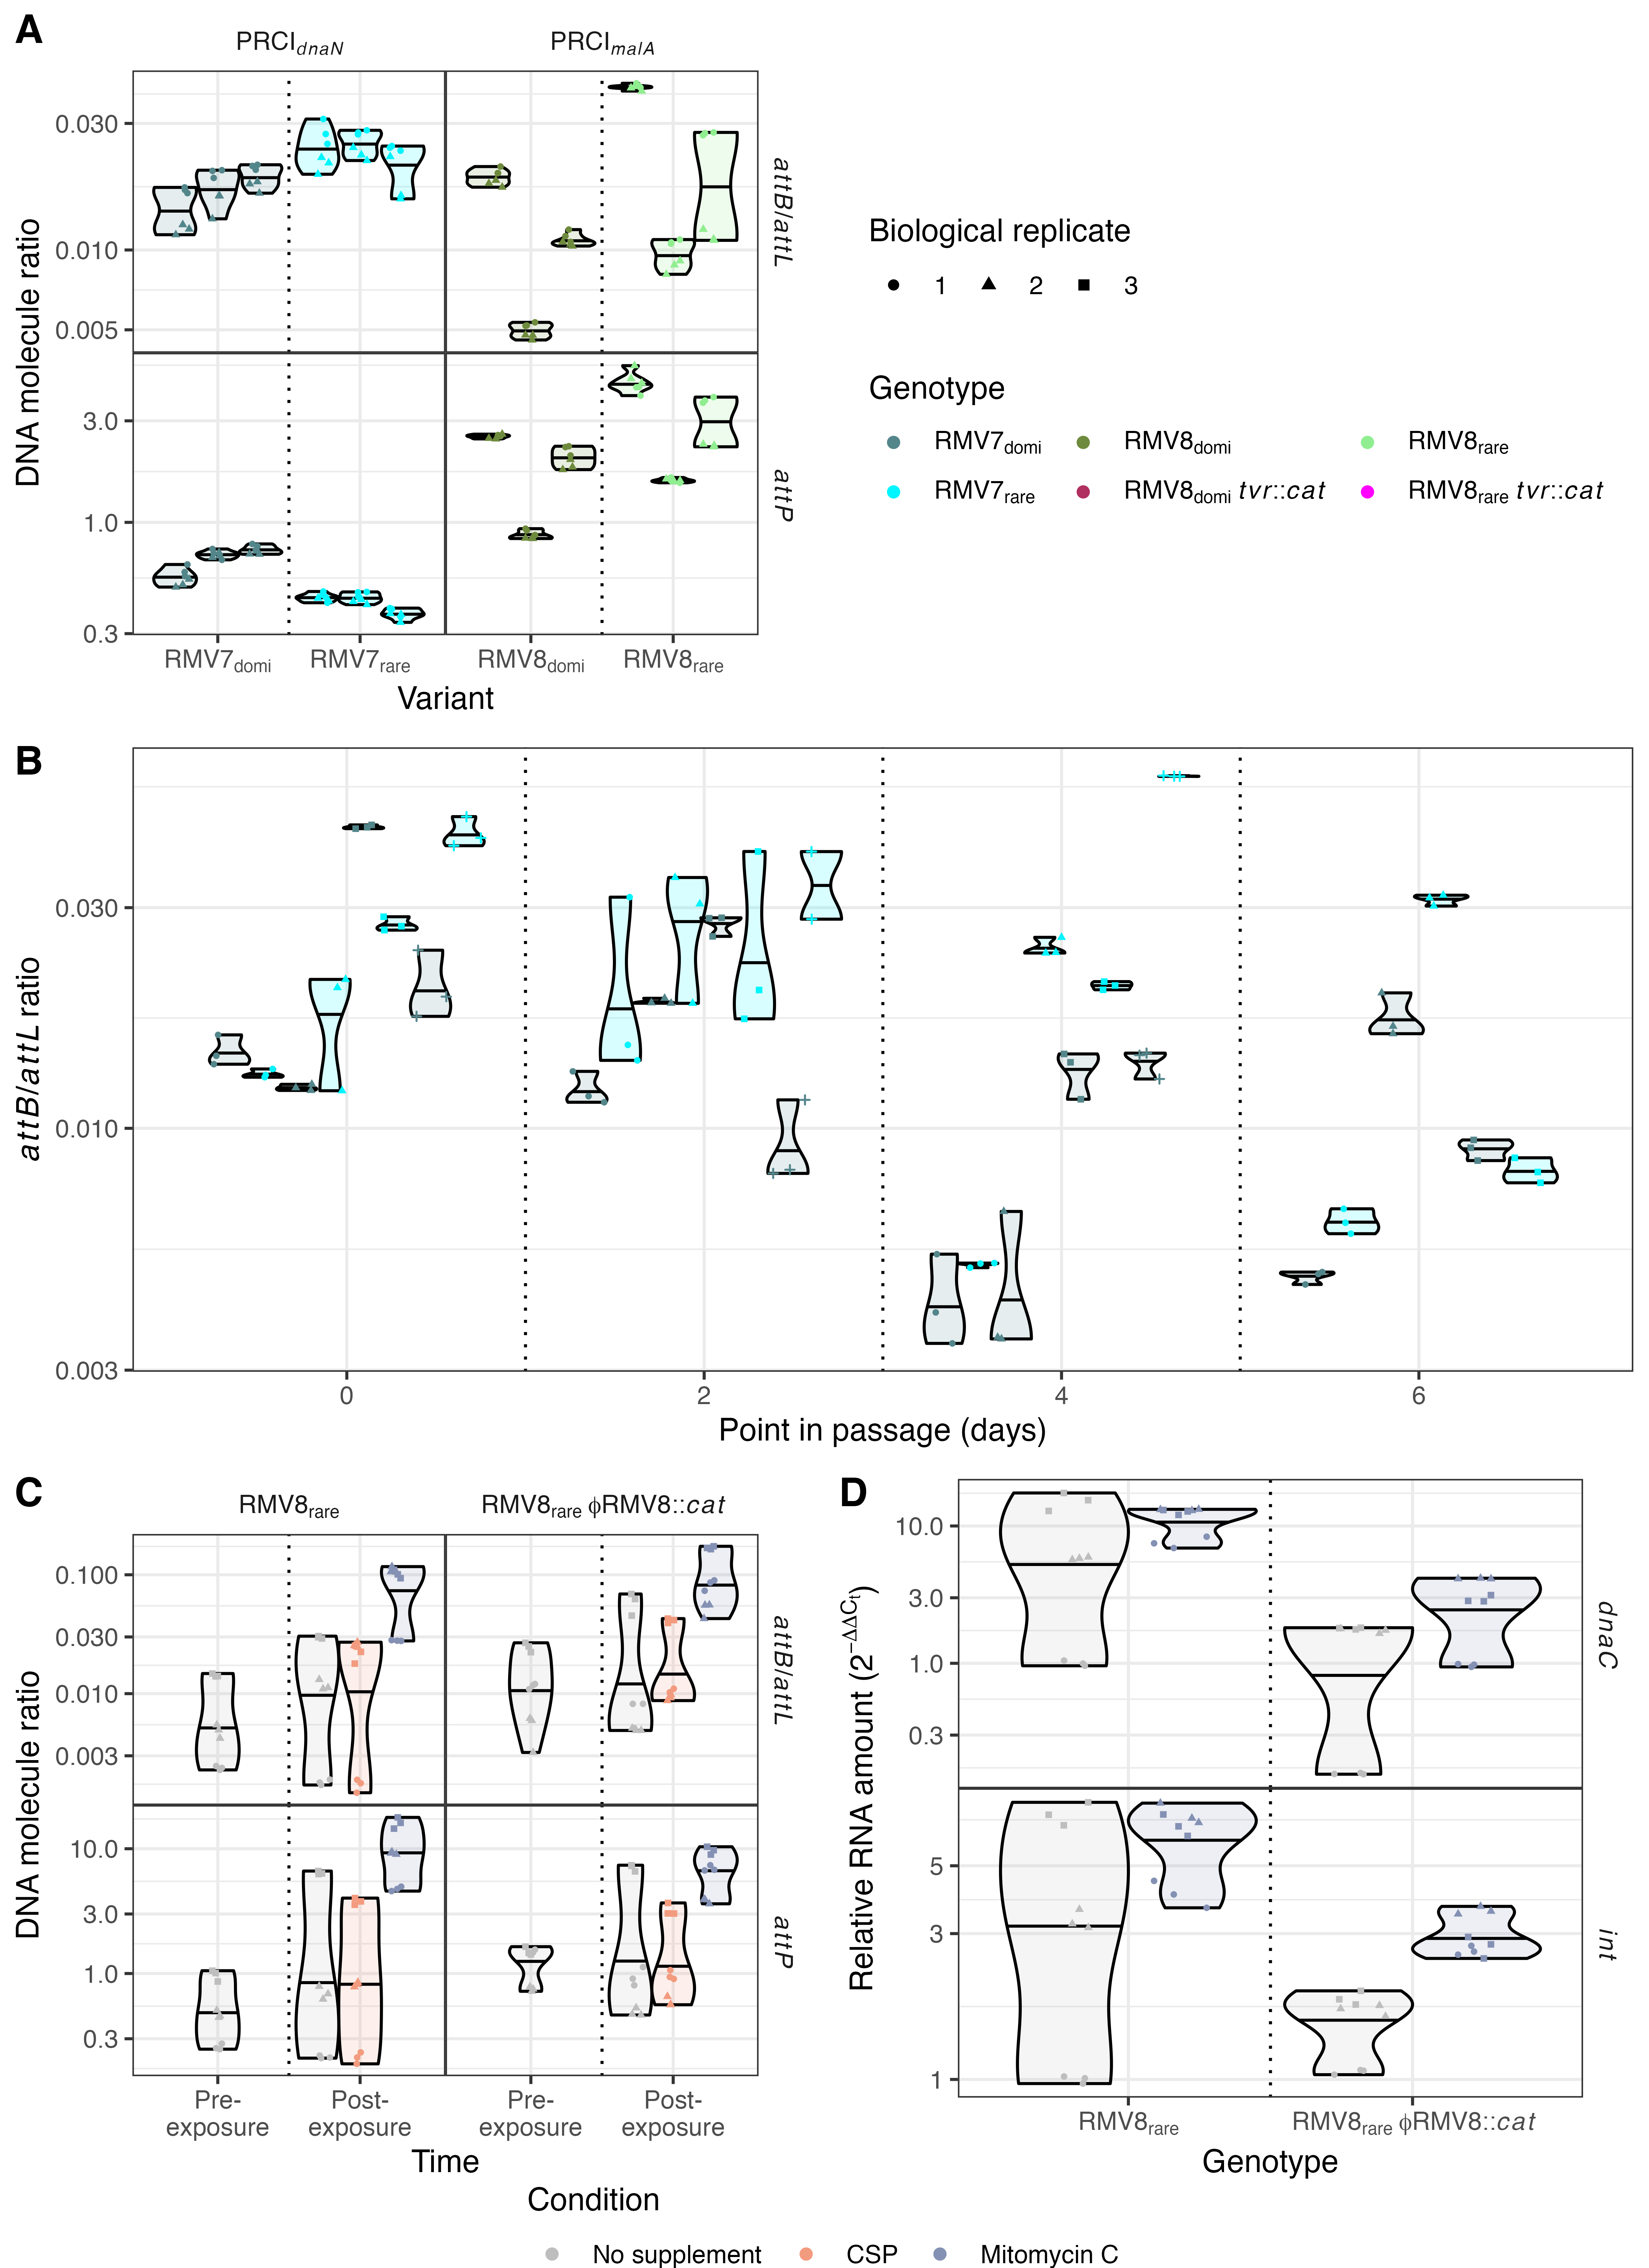 A
PRCIdnaN
PRCImalA
DNA molecule ratio
0.030
0.010
0.005
attB/attL
3.0
1.0
0.3
attP
RMV7domi
RMV7rare
RMV8domi
RMV8rare
Variant
Biological replicate
1
2
3
Genotype
RMV7domi
RMV8domi
RMV8rare
RMV7rare
RMV8domi tvr::cat
RMV8rare tvr::cat
B
attB/attL ratio
0.030
0.010
0.003
0
2
4
6
Point in passage (days)
C
RMV8rare
RMV8rare ϕRMV8::cat
DNA molecule ratio
0.100
0.030
0.010
0.003
attB/attL
10.0
3.0
1.0
0.3
attP
Pre-
exposure
Post-
exposure
Pre-
exposure
Post-
exposure
Time
D
Relative RNA amount (2−ΔΔCt)
10.0
3.0
1.0
0.3
dnaC
5
3
1
int
RMV8rare
RMV8rare ϕRMV8::cat
Genotype
Condition
No supplement
CSP
Mitomycin C